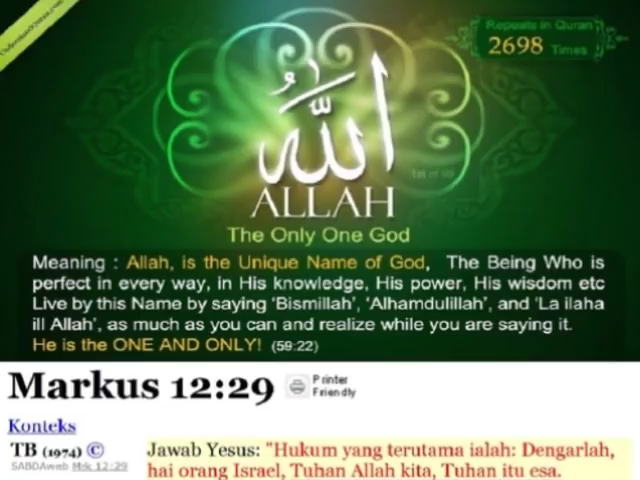 Repeats in Quran
2698 Times
الله
1st of 99
ALLAH
The Only One God
Meaning : Allah, is the Unique Name of God, The Being Who is
perfect in every way, in His knowledge, His power, His wisdom etc
Live by this Name by saying ‘Bismillah’, ‘Alhamdulillah’, and ‘La ilaha
ill Allah’, as much as you can and realize while you are saying it.
He is the ONE AND ONLY! (59:22)
Markus 12:29
Printer
Friendly
Konteks
TB (1974) ©
SABDAweb Mrk 12:29
Jawab Yesus: "Hukum yang terutama ialah: Dengarlah,
hai orang Israel, Tuhan Allah kita, Tuhan itu esa.